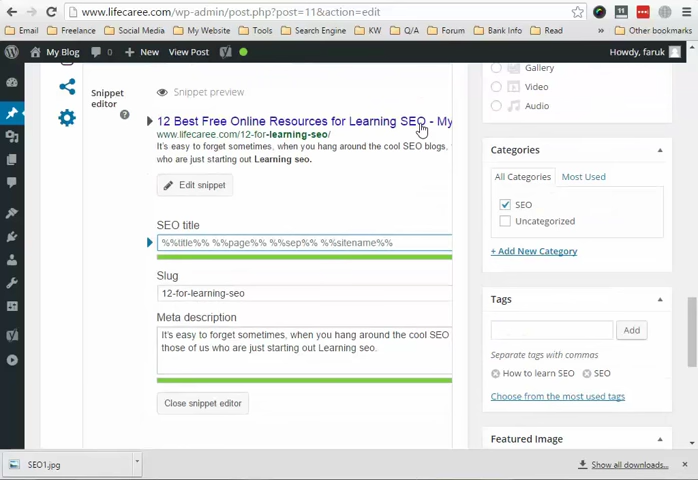 www.lifecaree.com/wp-admin/post.php?post=11&action=edit
Email Freelance Social Media My Website Tools Search Engine KW Q/A Forum Bank Info Read » Other bookmarks
My Blog 0 + New View Post Howdy, faruk
Snippet editor
Snippet preview
12 Best Free Online Resources for Learning SEO - My
www.lifecaree.com/12-for-learning-seo/
It's easy to forget sometimes, when you hang around the cool SEO blogs,
who are just starting out Learning seo.
Edit snippet
SEO title
%%title%% %%page%% %%sep%% %%sitename%%
Slug
12-for-learning-seo
Meta description
It's easy to forget sometimes, when you hang around the cool SEO
those of us who are just starting out Learning seo.
Close snippet editor
Gallery
Video
Audio
Categories
All Categories Most Used
SEO
Uncategorized
+ Add New Category
Tags
Add
Separate tags with commas
How to learn SEO SEO
Choose from the most used tags
Featured Image
SEO1.jpg
Show all downloads...